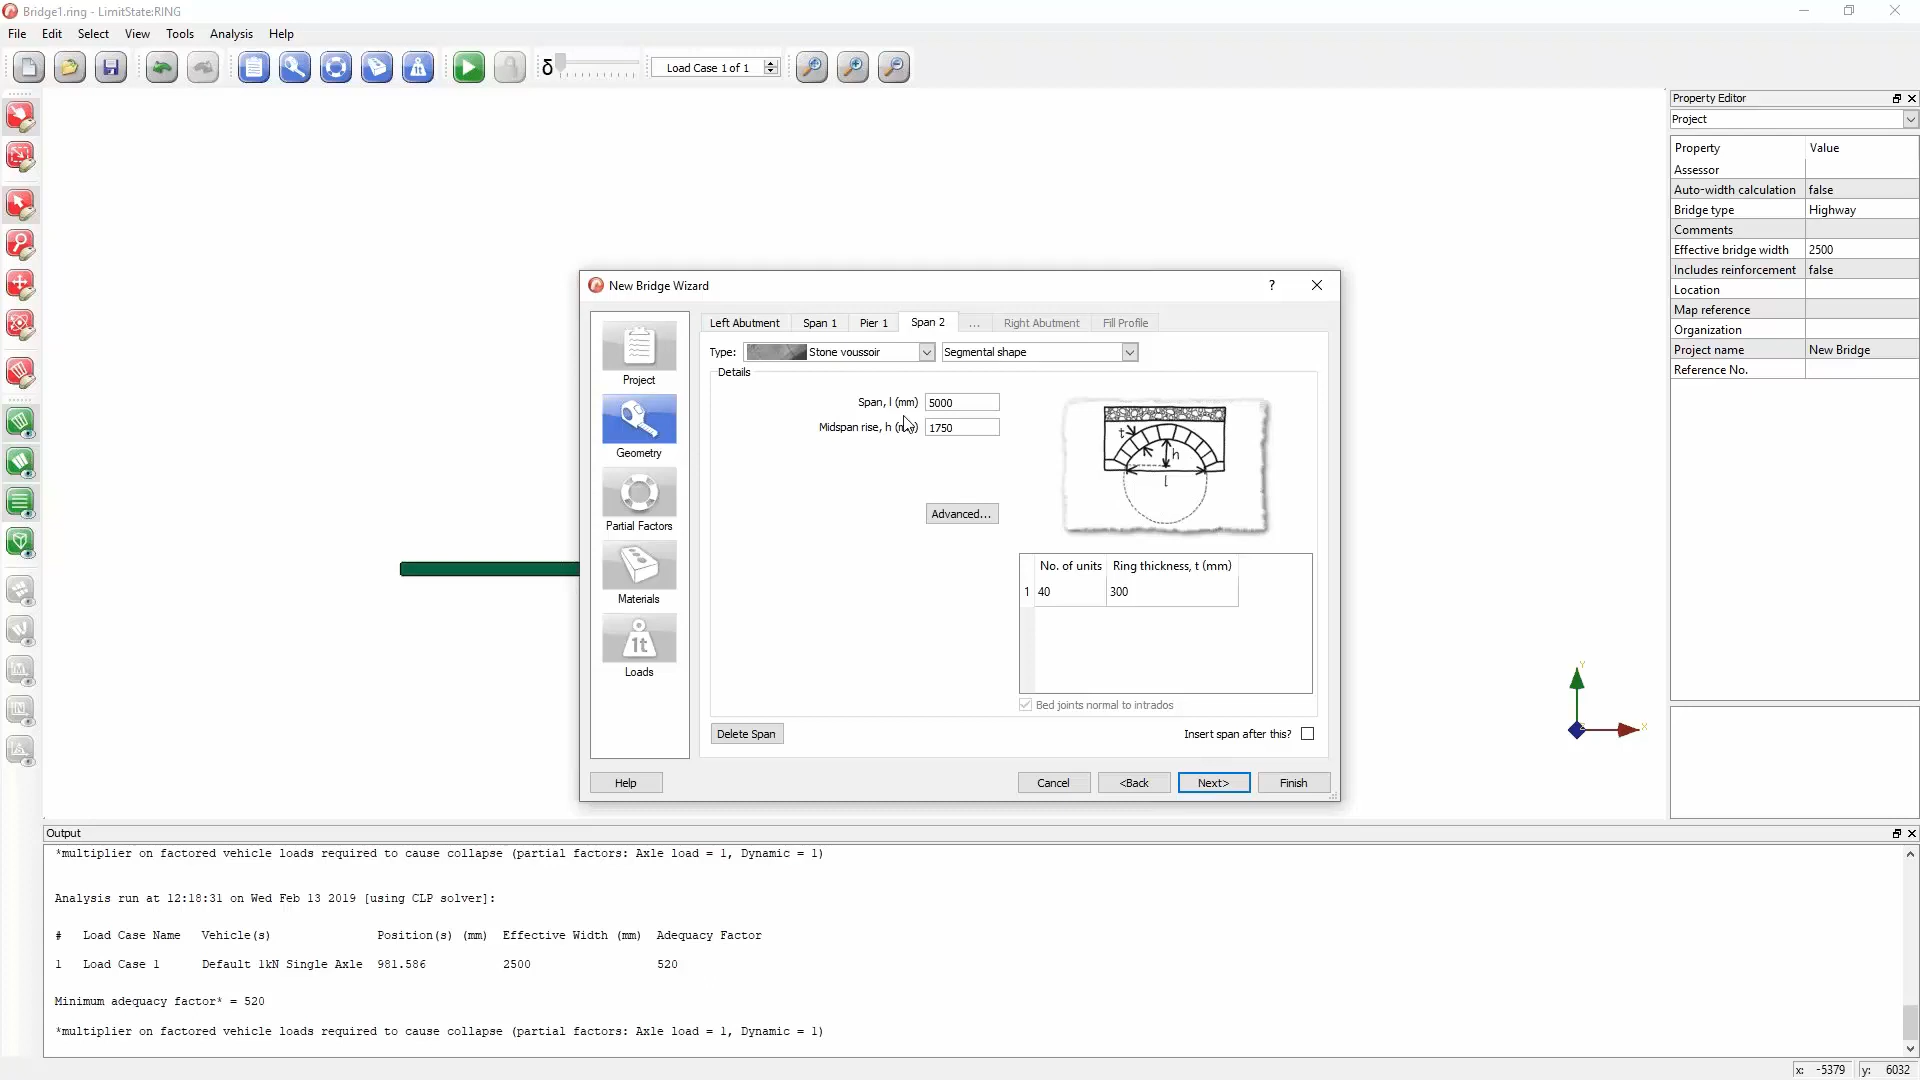 Bridge1.ring - LimitState:RING
File Edit Select View Tools Analysis Help
δ Load Case 1 of 1
Property Editor
Project
Property Value
Assessor
Auto-width calculation false
Bridge type Highway
Comments
Effective bridge width 2500
Includes reinforcement false
Location
Map reference
Organization
Project name New Bridge
Reference No.
New Bridge Wizard
?
Project
Geometry
Partial Factors
Materials
1t
Loads
Left Abutment Span 1 Pier 1 Span 2 ... Right Abutment Fill Profile
Type: Stone voussoir Segmental shape
Details
Span, l (mm) 5000
Midspan rise, h (mm) 1750
Advanced...
t
h
l
No. of units Ring thickness, t (mm)
1 40 300
Bed joints normal to intrados
Delete Span Insert span after this?
Help Cancel <Back Next> Finish
Y
X
Output
*multiplier on factored vehicle loads required to cause collapse (partial factors: Axle load = 1, Dynamic = 1)
Analysis run at 12:18:31 on Wed Feb 13 2019 [using CLP solver]:
# Load Case Name Vehicle(s) Position(s) (mm) Effective Width (mm) Adequacy Factor
1 Load Case 1 Default 1kN Single Axle 981.586 2500 520
Minimum adequacy factor* = 520
*multiplier on factored vehicle loads required to cause collapse (partial factors: Axle load = 1, Dynamic = 1)
x: -5379 y: 6032